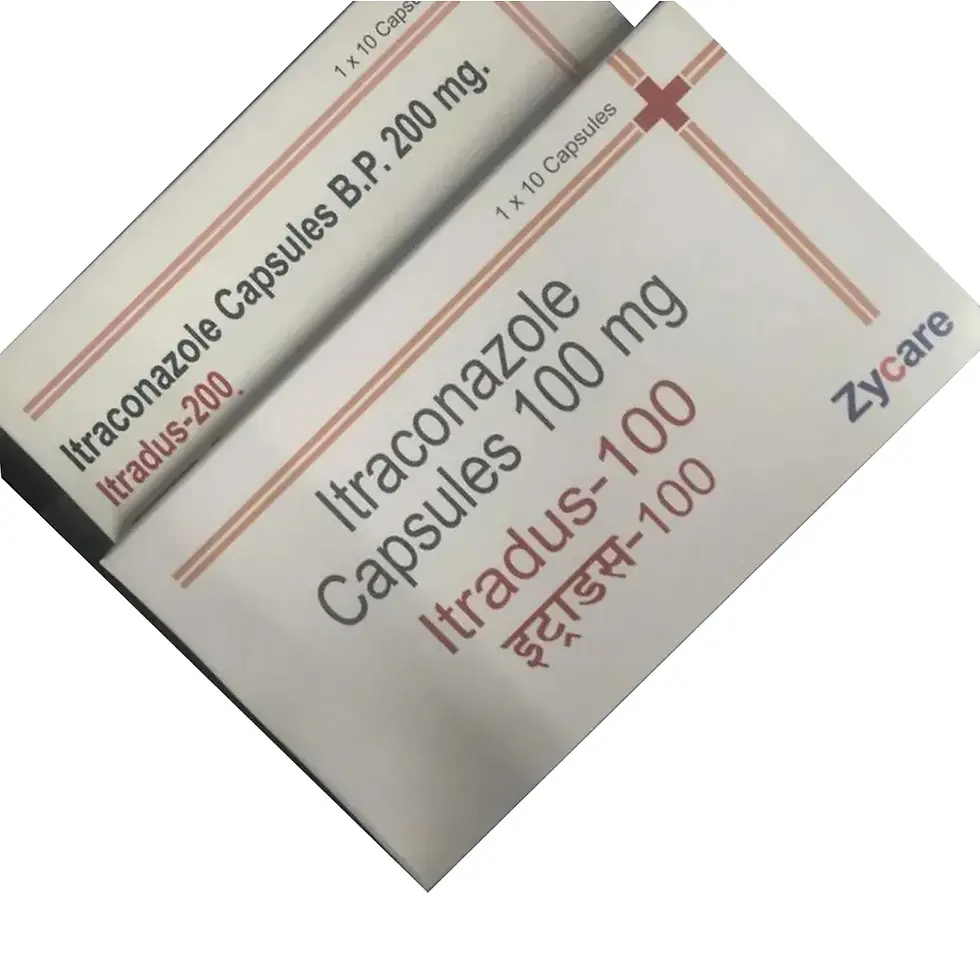 1 x 10 Capsu
Itraconazole Capsules B.P. 200 mg.
Itradus-200
1 x 10 Capsules
Itraconazole
Capsules 100 mg
Itradus-100
इट्राडस-100
Zycare